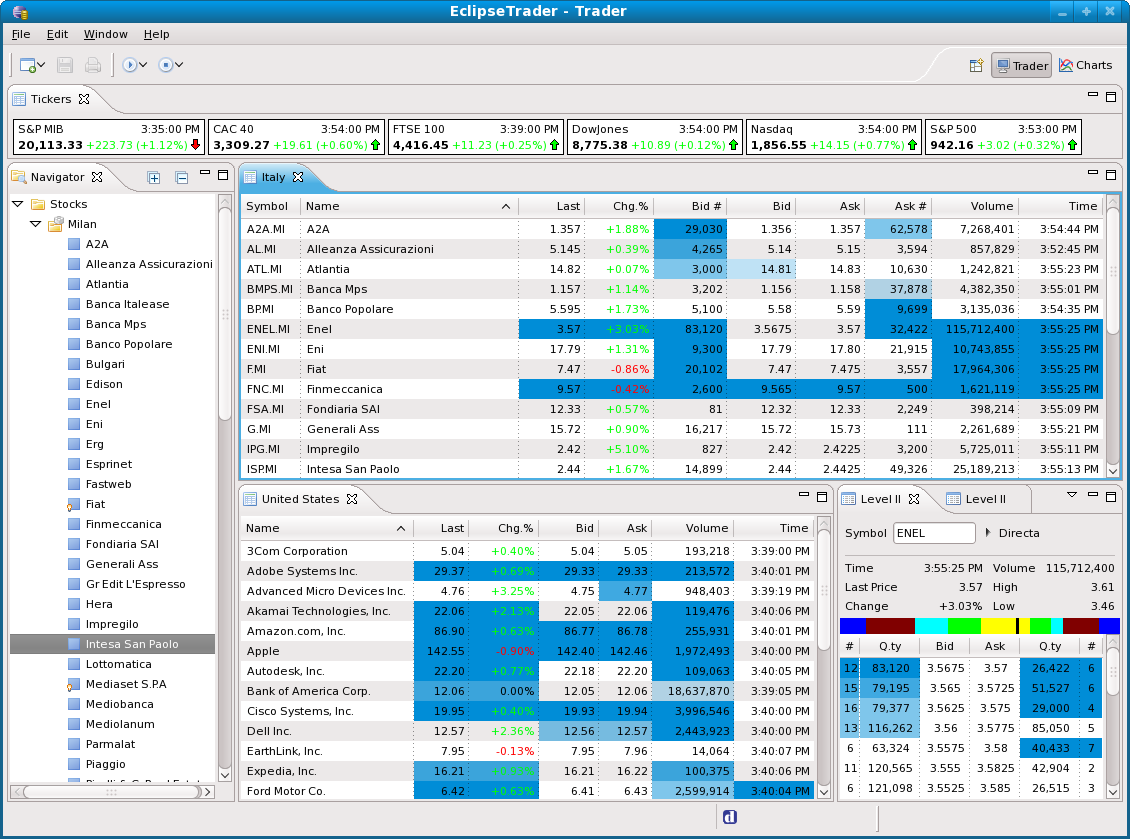 EclipseTrader - Trader
File Edit Window Help
Trader Charts
Tickers
S&P MIB 3:35:00 PM
20,113.33 +223.73 (+1.12%)
CAC 40 3:54:00 PM
3,309.27 +19.61 (+0.60%)
FTSE 100 3:39:00 PM
4,416.45 +11.23 (+0.25%)
DowJones 3:54:00 PM
8,775.38 +10.89 (+0.12%)
Nasdaq 3:54:00 PM
1,856.55 +14.15 (+0.77%)
S&P 500 3:53:00 PM
942.16 +3.02 (+0.32%)
Navigator
Stocks
Milan
A2A
Alleanza Assicurazioni
Atlantia
Banca Italease
Banca Mps
Banco Popolare
Bulgari
Edison
Enel
Eni
Erg
Esprinet
Fastweb
Fiat
Finmeccanica
Fondiaria SAI
Generali Ass
Gr Edit L'Espresso
Hera
Impregilo
Intesa San Paolo
Lottomatica
Mediaset S.P.A
Mediobanca
Mediolanum
Parmalat
Piaggio
Italy
Symbol Name Last Chg.% Bid # Bid Ask Ask # Volume Time
A2A.MI A2A 1.357 +1.88% 29,030 1.356 1.357 62,578 7,268,401 3:54:44 PM
AL.MI Alleanza Assicurazioni 5.145 +0.39% 4,265 5.14 5.15 3,594 857,829 3:52:45 PM
ATL.MI Atlantia 14.82 +0.07% 3,000 14.81 14.83 10,630 1,242,821 3:55:23 PM
BMPS.MI Banca Mps 1.157 +1.14% 3,202 1.156 1.158 37,878 4,382,350 3:55:01 PM
BP.MI Banco Popolare 5.595 +1.73% 5,100 5.58 5.59 9,699 3,135,036 3:54:35 PM
ENEL.MI Enel 3.57 +3.03% 83,120 3.5675 3.57 32,422 115,712,400 3:55:25 PM
ENI.MI Eni 17.79 +1.31% 9,300 17.79 17.80 21,915 10,743,855 3:55:25 PM
F.MI Fiat 7.47 -0.86% 20,102 7.47 7.475 3,557 17,964,306 3:55:25 PM
FNC.MI Finmeccanica 9.57 -0.42% 2,600 9.565 9.57 500 1,621,119 3:55:25 PM
FSA.MI Fondiaria SAI 12.33 +0.57% 81 12.32 12.33 2,249 398,214 3:55:09 PM
G.MI Generali Ass 15.72 +0.90% 16,217 15.72 15.73 111 2,261,689 3:55:21 PM
IPG.MI Impregilo 2.42 +5.10% 827 2.42 2.4225 3,200 5,725,011 3:55:11 PM
ISP.MI Intesa San Paolo 2.44 +1.67% 14,899 2.44 2.4425 49,326 25,189,213 3:55:13 PM
United States
Name Last Chg.% Bid Ask Volume Time
3Com Corporation 5.04 +0.40% 5.04 5.05 193,218 3:39:00 PM
Adobe Systems Inc. 29.37 +0.69% 29.33 29.33 213,572 3:40:01 PM
Advanced Micro Devices Inc. 4.76 +3.25% 4.75 4.77 948,403 3:39:19 PM
Akamai Technologies, Inc. 22.06 +2.13% 22.05 22.06 119,476 3:40:06 PM
Amazon.com, Inc. 86.90 +0.63% 86.77 86.78 255,931 3:40:01 PM
Apple 142.55 -0.90% 142.40 142.46 1,972,493 3:40:00 PM
Autodesk, Inc. 22.20 +0.77% 22.18 22.20 109,063 3:40:05 PM
Bank of America Corp. 12.06 0.00% 12.05 12.06 18,637,870 3:39:05 PM
Cisco Systems, Inc. 19.95 +0.40% 19.93 19.94 3,996,546 3:40:00 PM
Dell Inc. 12.57 +2.36% 12.56 12.57 2,443,923 3:40:00 PM
EarthLink, Inc. 7.95 -0.13% 7.95 7.96 14,064 3:40:07 PM
Expedia, Inc. 16.21 16.21 16.22 100,375 3:40:06 PM
Ford Motor Co. 6.42 +0.63% 6.41 6.43 2,599,914 3:40:04 PM
Level II Level II
Symbol ENEL Directa
Time 3:55:25 PM Volume 115,712,400
Last Price 3.57 High 3.61
Change +3.03% Low 3.46
# Q.ty Bid Ask Q.ty #
12 83,120 3.5675 3.57 26,422 6
15 79,195 3.565 3.5725 51,527 6
16 79,377 3.5625 3.575 29,000 4
13 116,262 3.56 3.5775 85,050 5
6 63,324 3.5575 3.58 40,433 7
11 120,565 3.555 3.5825 42,904 2
6 121,098 3.5525 3.585 26,515 3